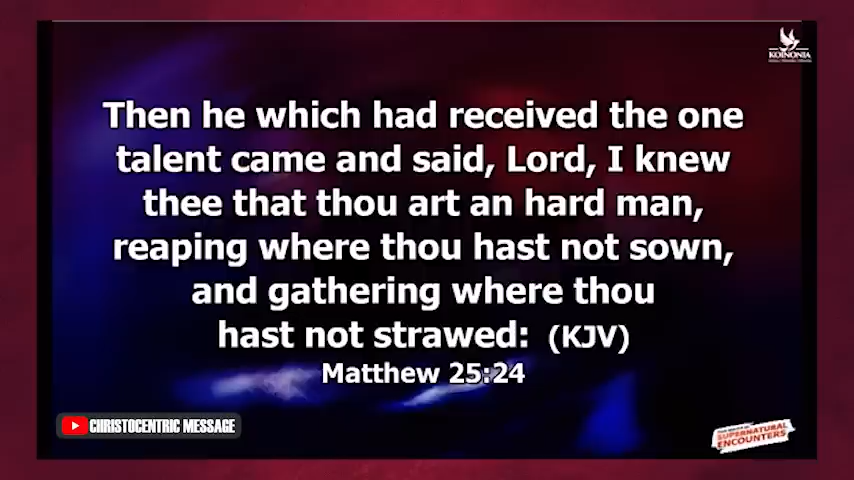 KOINONIA
Then he which had received the one
talent came and said, Lord, I knew
thee that thou art an hard man,
reaping where thou hast not sown,
and gathering where thou
hast not strawed: (KJV)
Matthew 25:24
CHRISTOCENTRIC MESSAGE
SUPERNATURAL
ENCOUNTERS